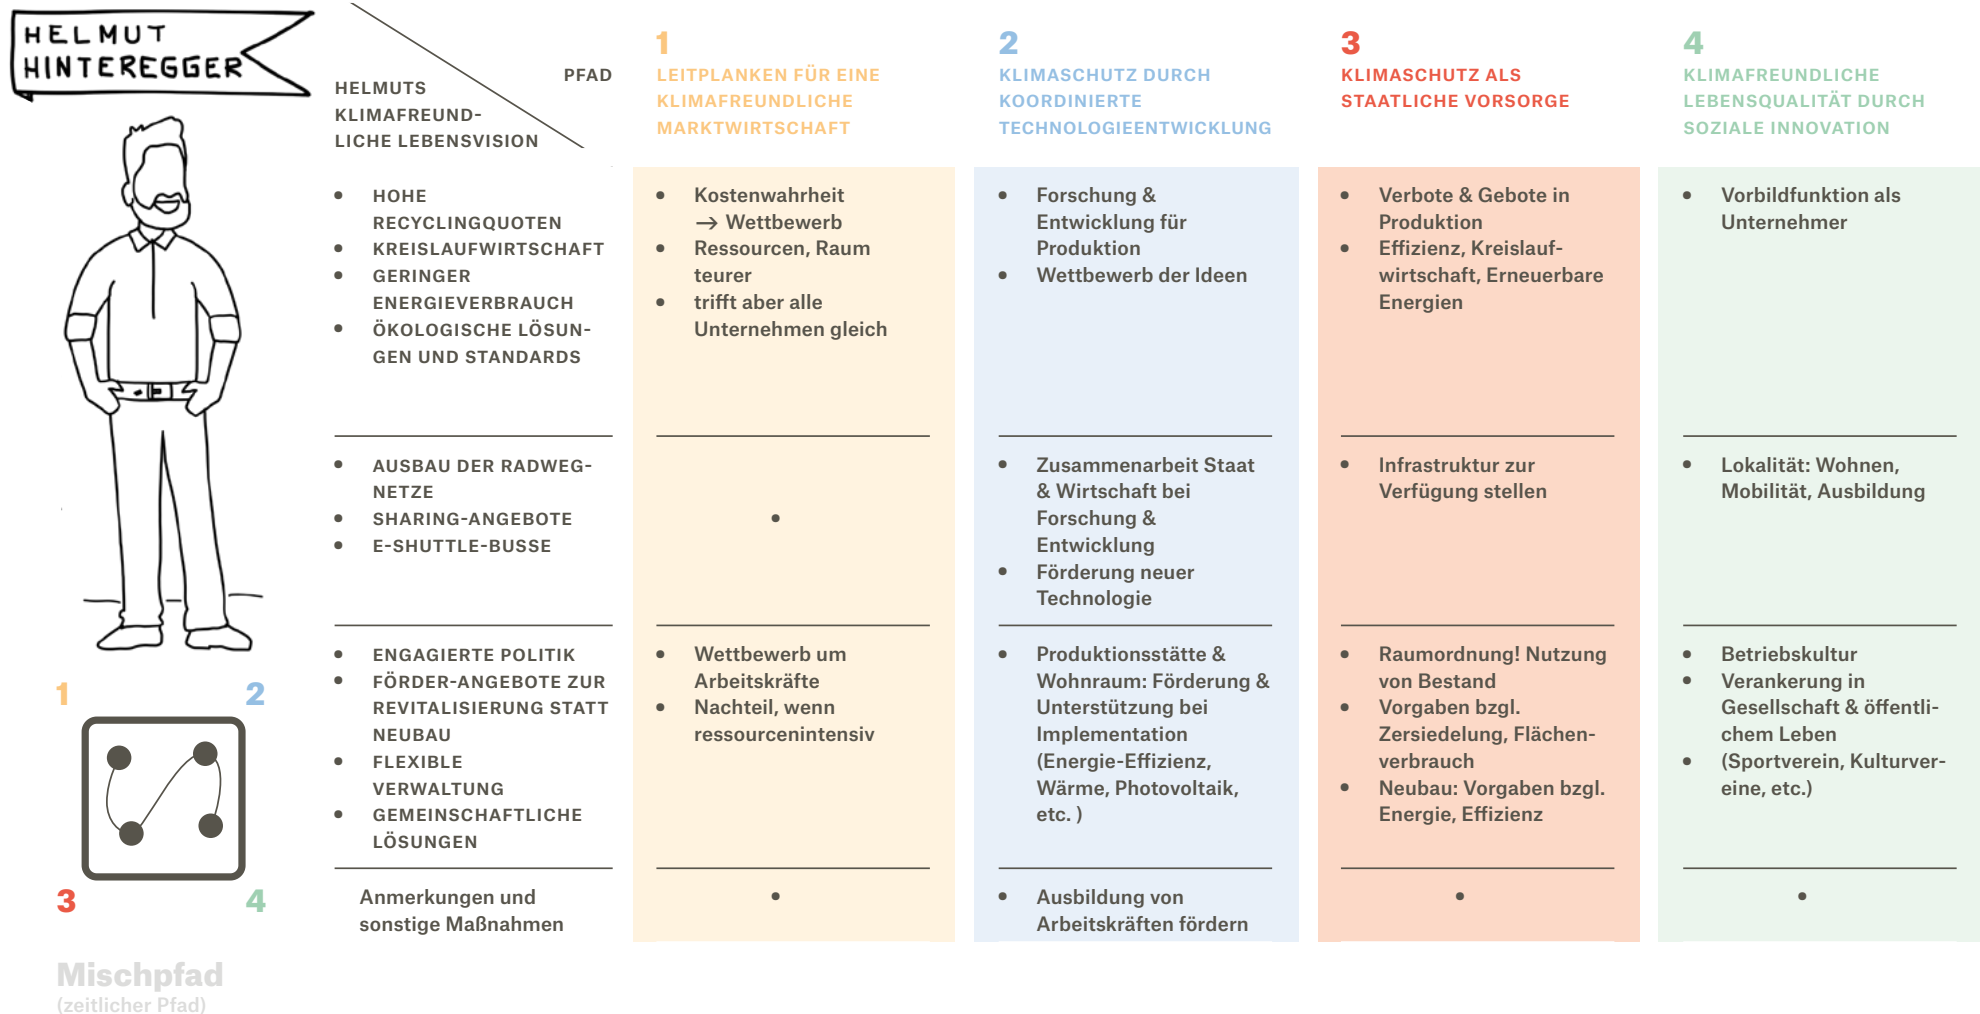 HELMUT
HINTEREGGER
HELMUTS
KLIMAFREUND-
LICHE LEBENSVISION
PFAD
1
LEITPLANKEN FÜR EINE
KLIMAFREUNDLICHE
MARKTWIRTSCHAFT
2
KLIMASCHUTZ DURCH
KOORDINIERTE
TECHNOLOGIEENTWICKLUNG
3
KLIMASCHUTZ ALS
STAATLICHE VORSORGE
4
KLIMAFREUNDLICHE
LEBENSQUALITÄT DURCH
SOZIALE INNOVATION
• HOHE
RECYCLINGQUOTEN
• KREISLAUFWIRTSCHAFT
• GERINGER
ENERGIEVERBRAUCH
• ÖKOLOGISCHE LÖSUN-
GEN UND STANDARDS
• Kostenwahrheit
→ Wettbewerb
• Ressourcen, Raum
teurer
• trifft aber alle
Unternehmen gleich
• Forschung &
Entwicklung für
Produktion
• Wettbewerb der Ideen
• Verbote & Gebote in
Produktion
• Effizienz, Kreislauf-
wirtschaft, Erneuerbare
Energien
• Vorbildfunktion als
Unternehmer
• AUSBAU DER RADWEG-
NETZE
• SHARING-ANGEBOTE
• E-SHUTTLE-BUSSE
•
• Zusammenarbeit Staat
& Wirtschaft bei
Forschung &
Entwicklung
• Förderung neuer
Technologie
• Infrastruktur zur
Verfügung stellen
• Lokalität: Wohnen,
Mobilität, Ausbildung
• ENGAGIERTE POLITIK
• FÖRDER-ANGEBOTE ZUR
REVITALISIERUNG STATT
NEUBAU
• FLEXIBLE
VERWALTUNG
• GEMEINSCHAFTLICHE
LÖSUNGEN
• Wettbewerb um
Arbeitskräfte
• Nachteil, wenn
ressourcenintensiv
• Produktionsstätte &
Wohnraum: Förderung &
Unterstützung bei
Implementation
(Energie-Effizienz,
Wärme, Photovoltaik,
etc. )
• Raumordnung! Nutzung
von Bestand
• Vorgaben bzgl.
Zersiedelung, Flächen-
verbrauch
• Neubau: Vorgaben bzgl.
Energie, Effizienz
• Betriebskultur
• Verankerung in
Gesellschaft & öffentli-
chem Leben
• (Sportverein, Kulturver-
eine, etc.)
Anmerkungen und
sonstige Maßnahmen
•
• Ausbildung von
Arbeitskräften fördern
•
•
1
2
3
4
Mischpfad
(zeitlicher Pfad)